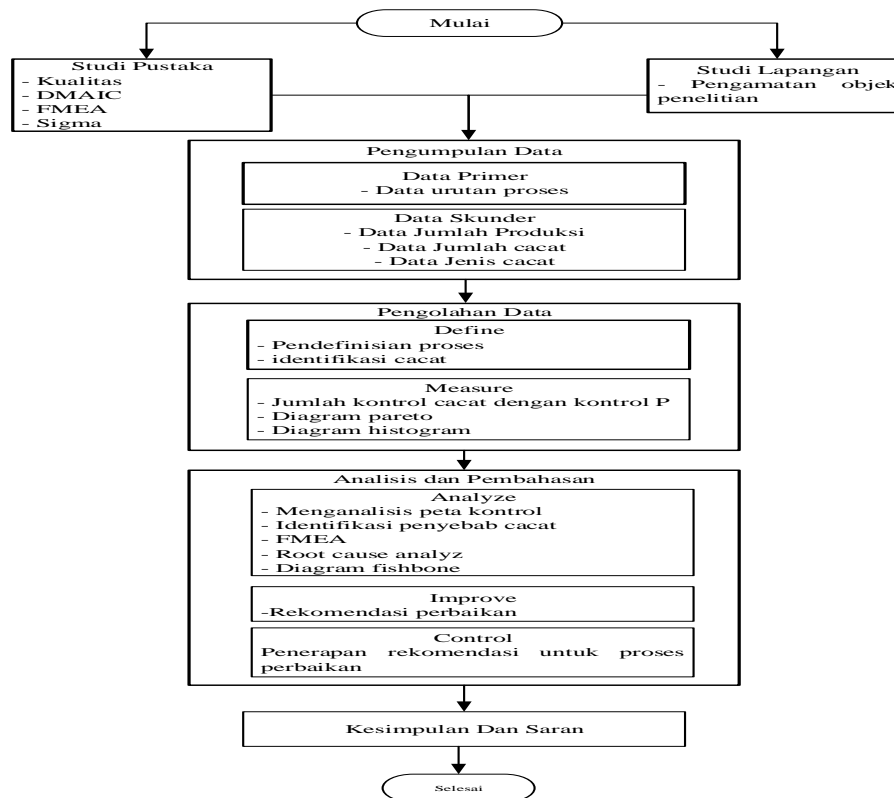 Mulai
Studi Pustaka
- Kualitas
- DMAIC
- FMEA
- Sigma
Studi Lapangan
- Pengamatan objek
penelitian
Pengumpulan Data
Data Primer
- Data urutan proses
Data Skunder
- Data Jumlah Produksi
- Data Jumlah cacat
- Data Jenis cacat
Pengolahan Data
Define
- Pendefinisian proses
- identifikasi cacat
Measure
- Jumlah kontrol cacat dengan kontrol P
- Diagram pareto
- Diagram histogram
Analisis dan Pembahasan
Analyze
- Menganalisis peta kontrol
- Identifikasi penyebab cacat
- FMEA
- Root cause analyz
- Diagram fishbone
Improve
-Rekomendasi perbaikan
Control
Penerapan rekomendasi untuk proses
perbaikan
Kesimpulan Dan Saran
Selesai